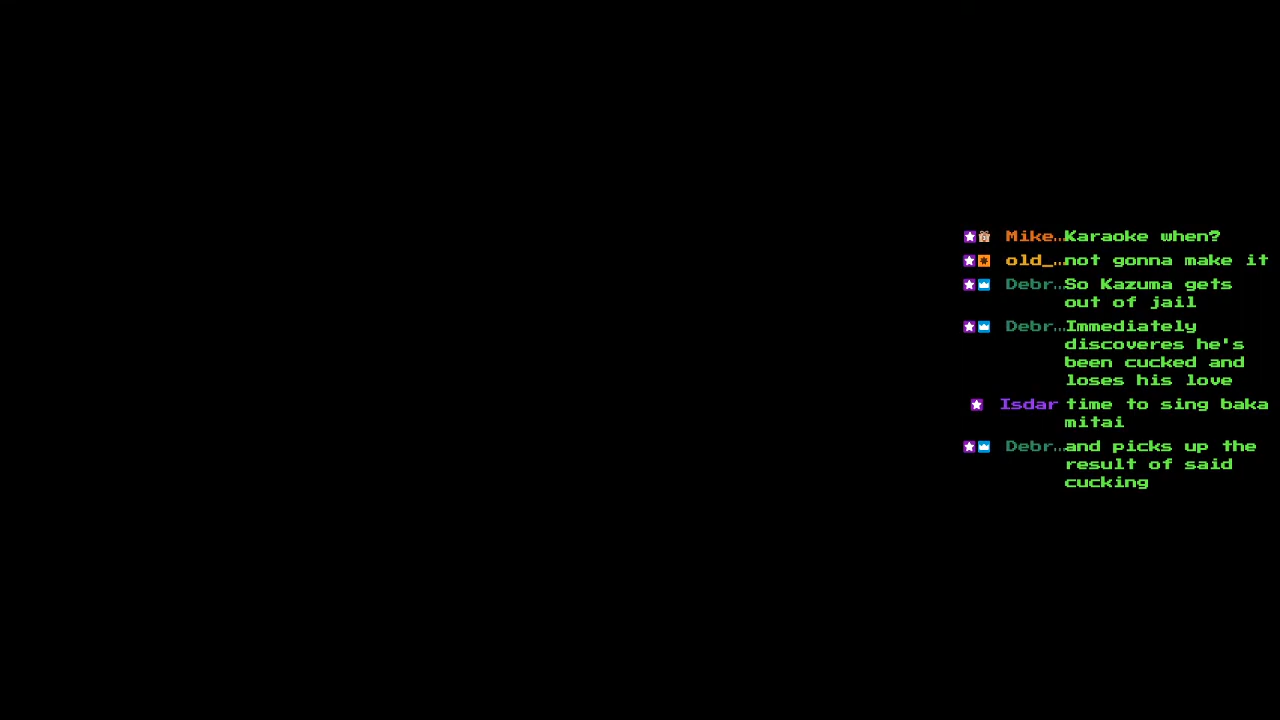 Mike… Karaoke when?
old_… not gonna make it
Debr… So Kazuma gets
out of jail
Debr… Immediately
discoveres he's
been cucked and
loses his love
Isdar time to sing baka
mitai
Debr… and picks up the
result of said
cucking